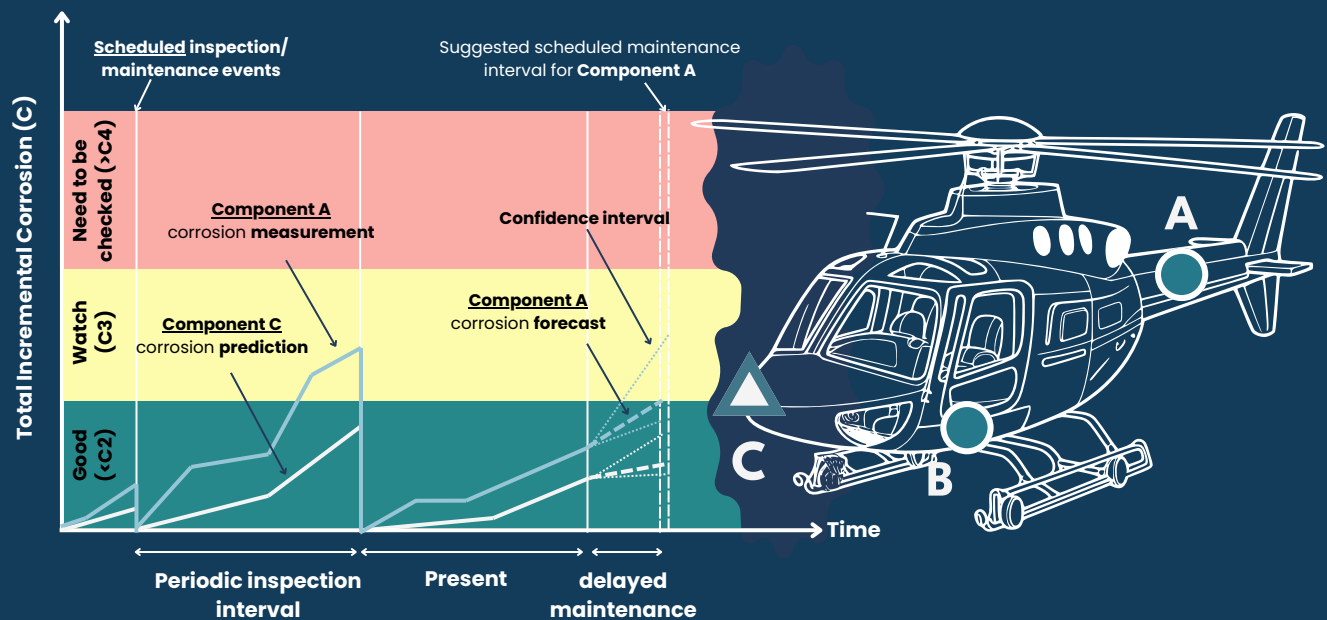 Scheduled inspection/
maintenance events
Suggested scheduled maintenance
interval for Component A
Total Incremental Corrosion (C)
Need to be
checked (>C4)
Watch
(C3)
Good
(<C2)
Component A
corrosion measurement
Confidence interval
Component C
corrosion prediction
Component A
corrosion forecast
A
B
C
Time
Periodic inspection
interval
Present
delayed
maintenance